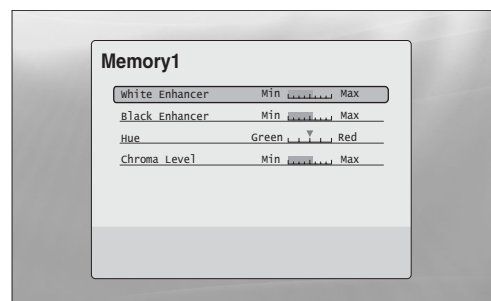 Memory1
White Enhancer Min Max
Black Enhancer Min Max
Hue Green Red
Chroma Level Min Max